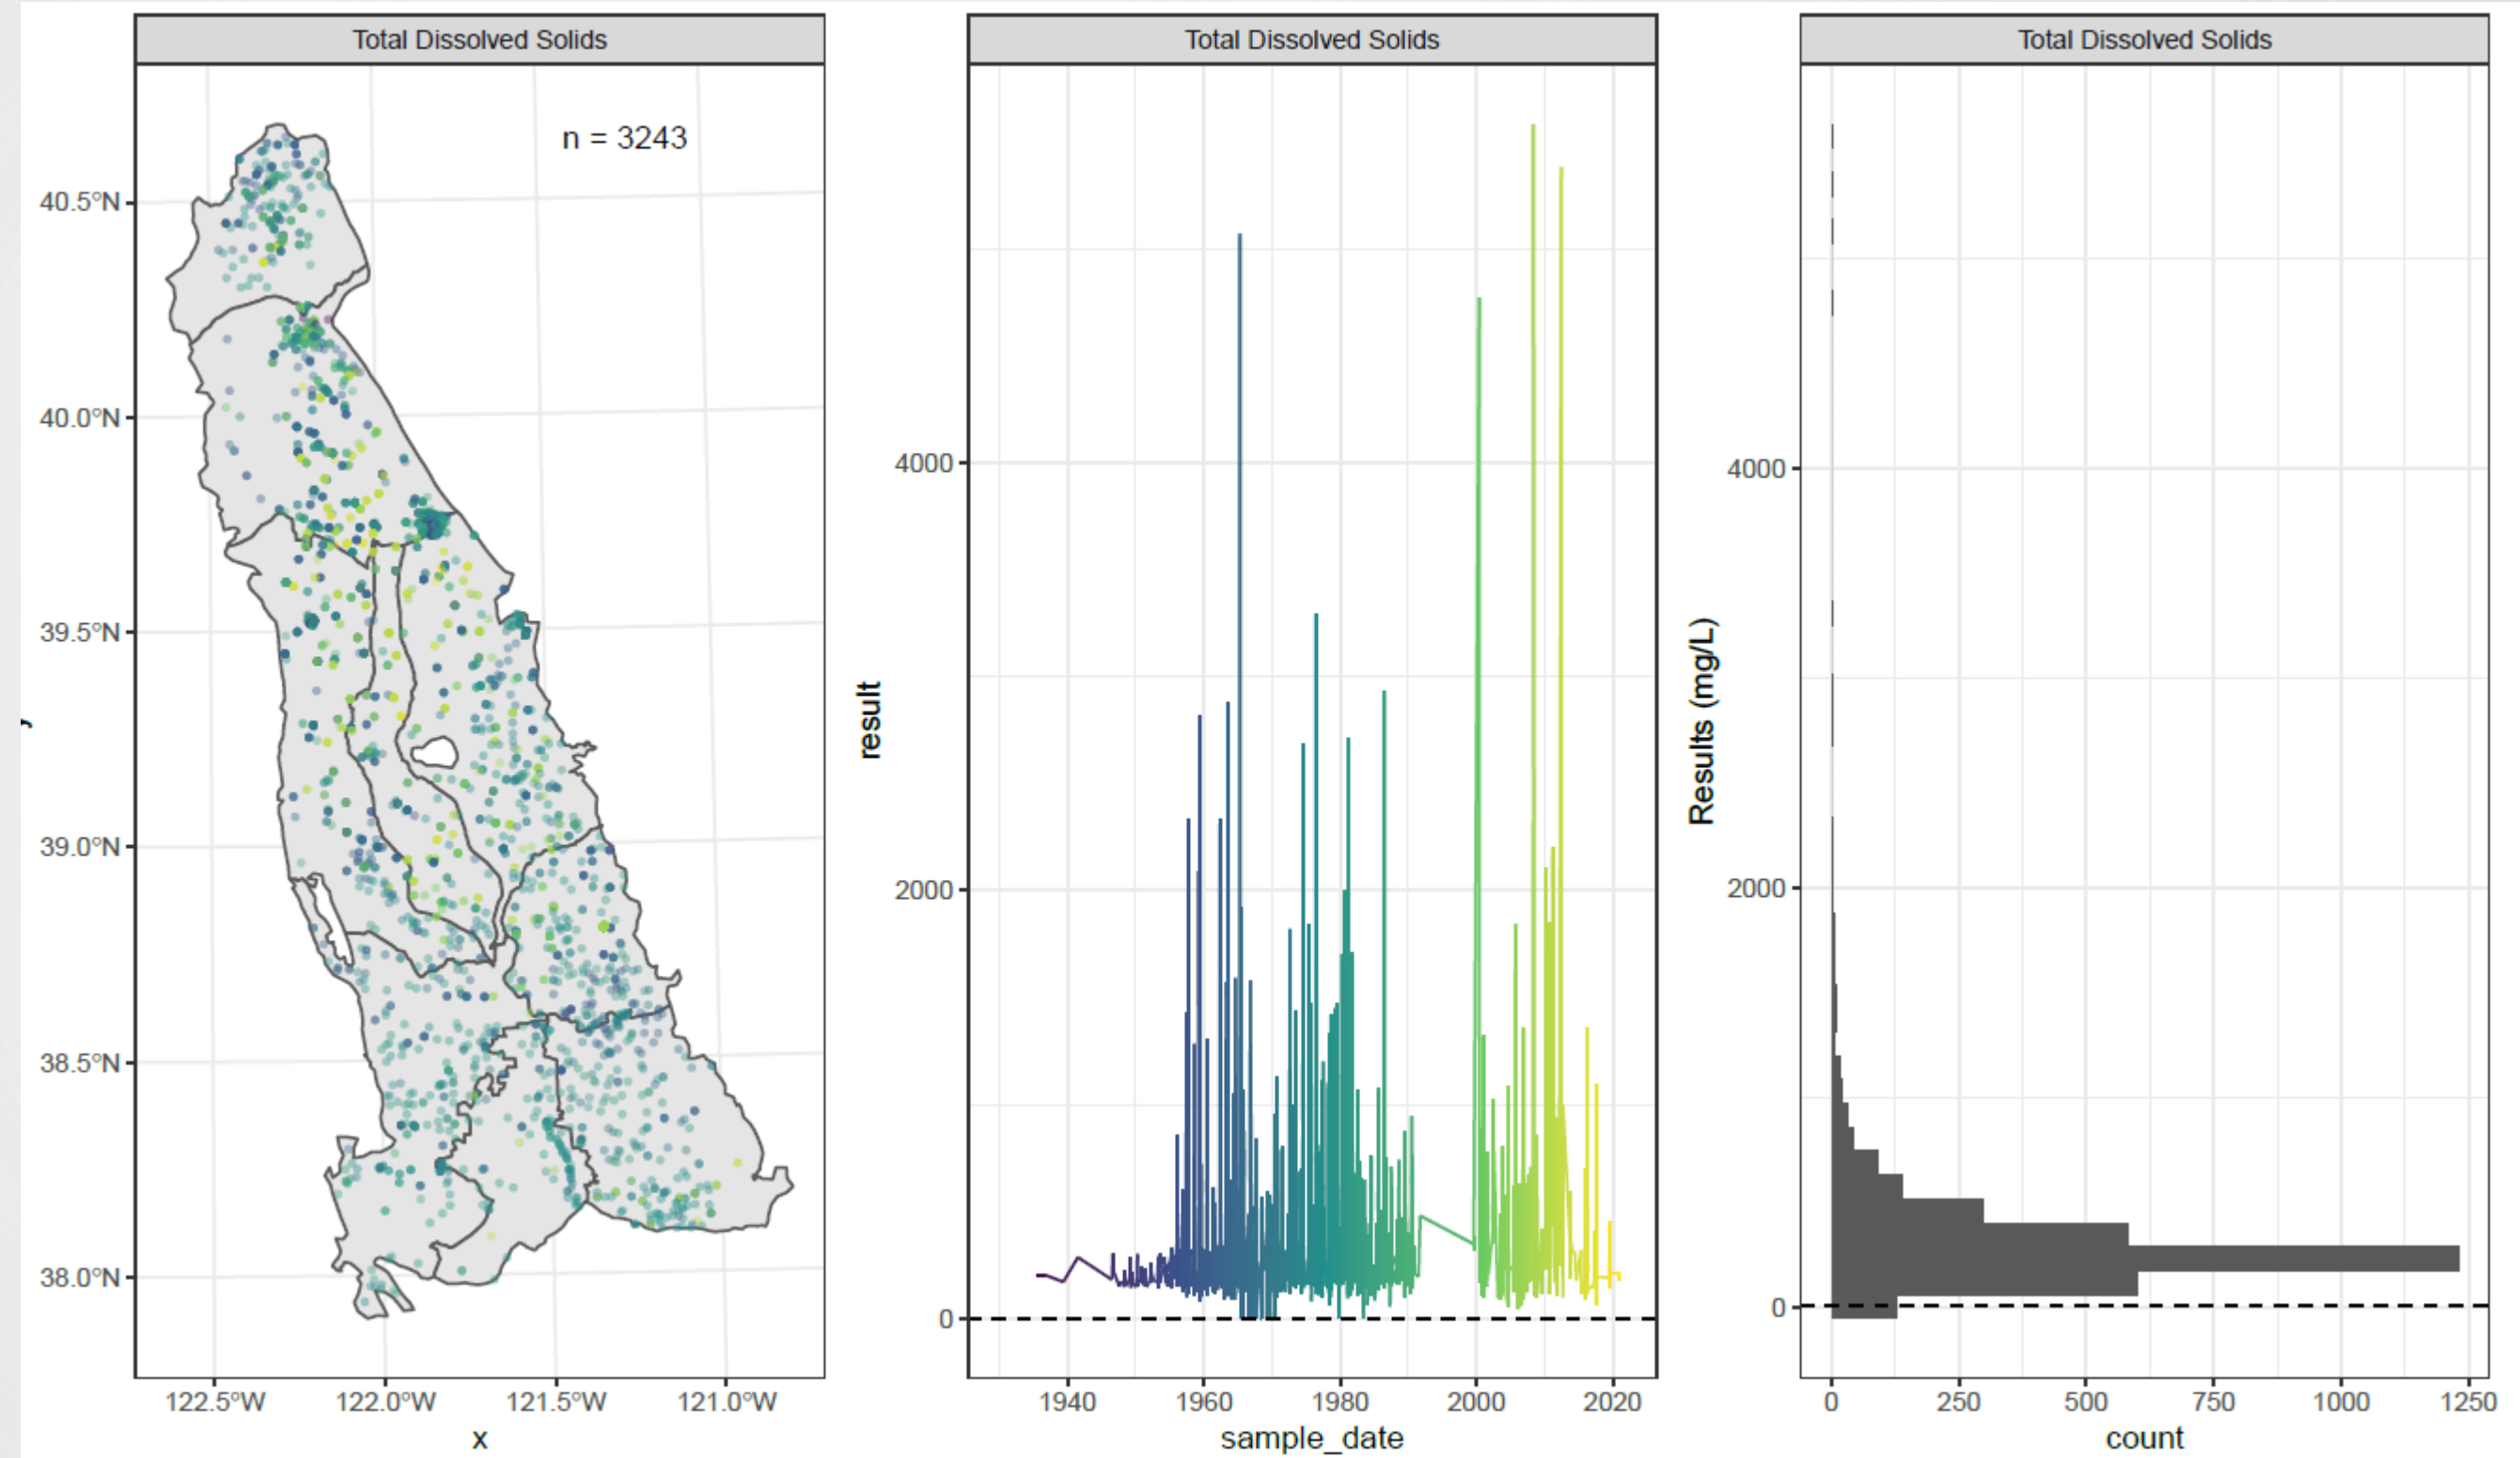 Total Dissolved Solids
n = 3243
40.5°N
40.0°N
39.5°N
39.0°N
38.5°N
38.0°N
122.5°W 122.0°W 121.5°W 121.0°W
x
Total Dissolved Solids
result
4000
2000
0
1940 1960 1980 2000 2020
sample_date
Total Dissolved Solids
Results (mg/L)
4000
2000
0
0 250 500 750 1000 1250
count